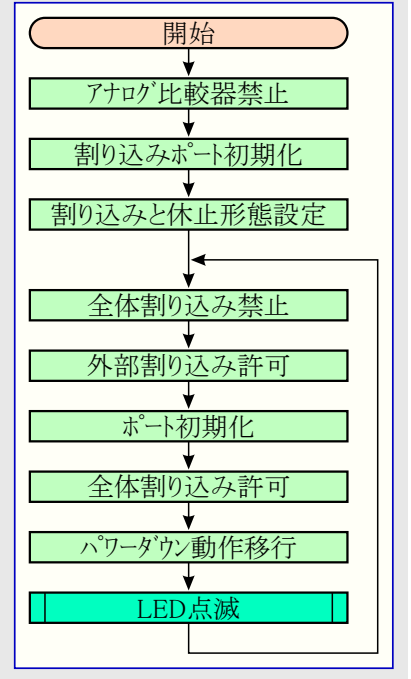 開始
アナログ比較器禁止
割り込みポート初期化
割り込みと休止形態設定
全体割り込み禁止
外部割り込み許可
ポート初期化
全体割り込み許可
パワーダウン動作移行
LED点滅